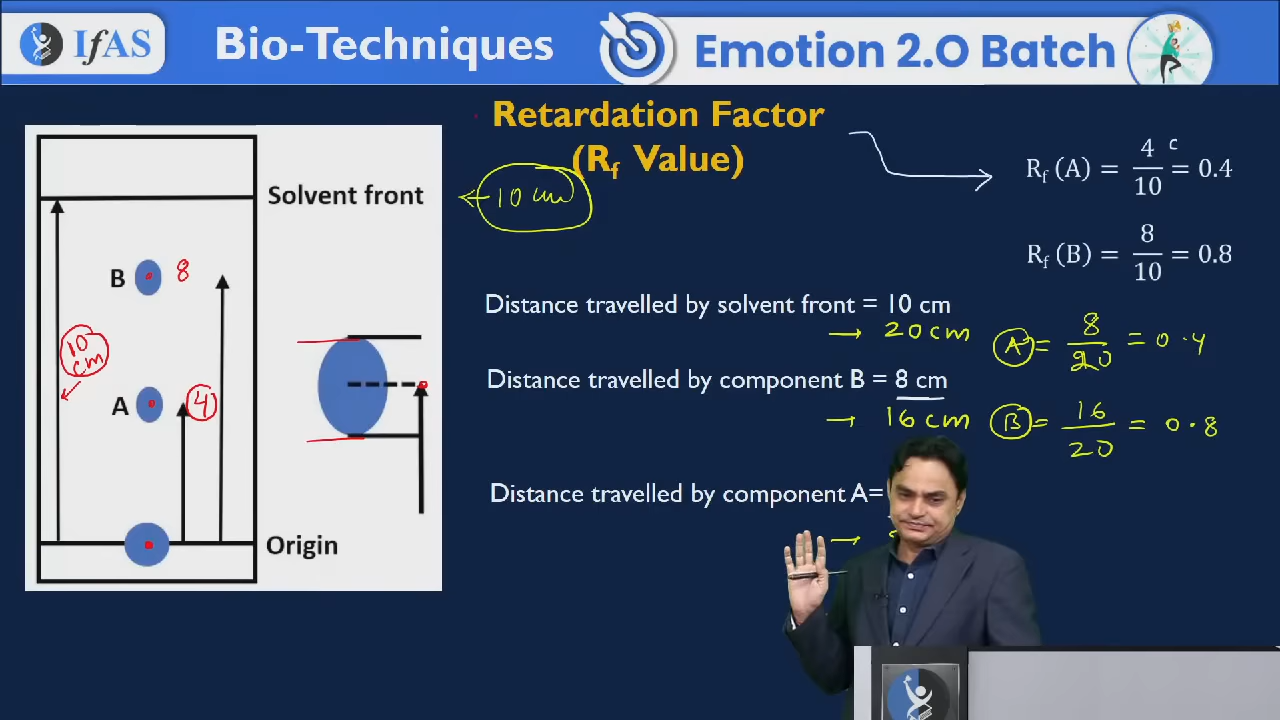 IfAS
Bio-Techniques
Emotion 2.O Batch
Retardation Factor
(Rf Value)
Solvent front
10 cm
B 8
10 cm
A 4
Origin
Rf (A) = 4/10 = 0.4
c
Rf (B) = 8/10 = 0.8
Distance travelled by solvent front = 10 cm
→ 20 cm
A = 8/20 = 0.4
Distance travelled by component B = 8 cm
→ 16 cm
B = 16/20 = 0.8
Distance travelled by component A=
→